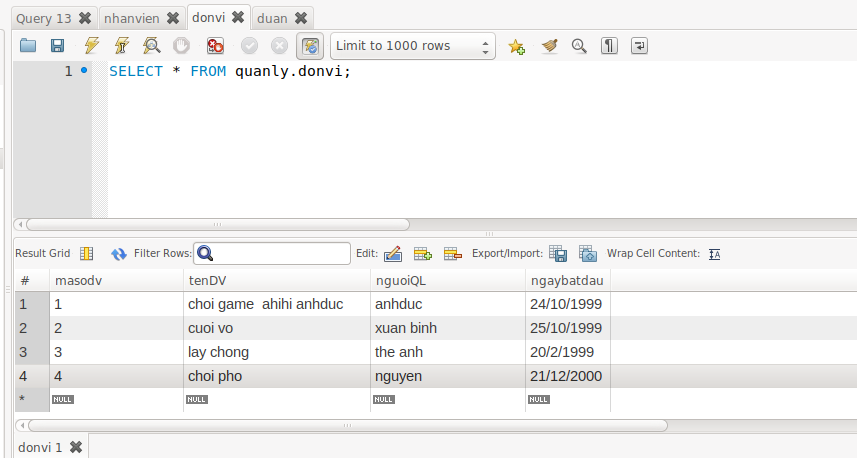 Query 13 nhanvien donvi duan
Limit to 1000 rows
1 SELECT * FROM quanly.donvi;
Result Grid Filter Rows: Edit: Export/Import: Wrap Cell Content:
# masodv tenDV nguoiQL ngaybatdau
1 1 choi game ahihi anhduc anhduc 24/10/1999
2 2 cuoi vo xuan binh 25/10/1999
3 3 lay chong the anh 20/2/1999
4 4 choi pho nguyen 21/12/2000
* NULL NULL NULL NULL
donvi 1